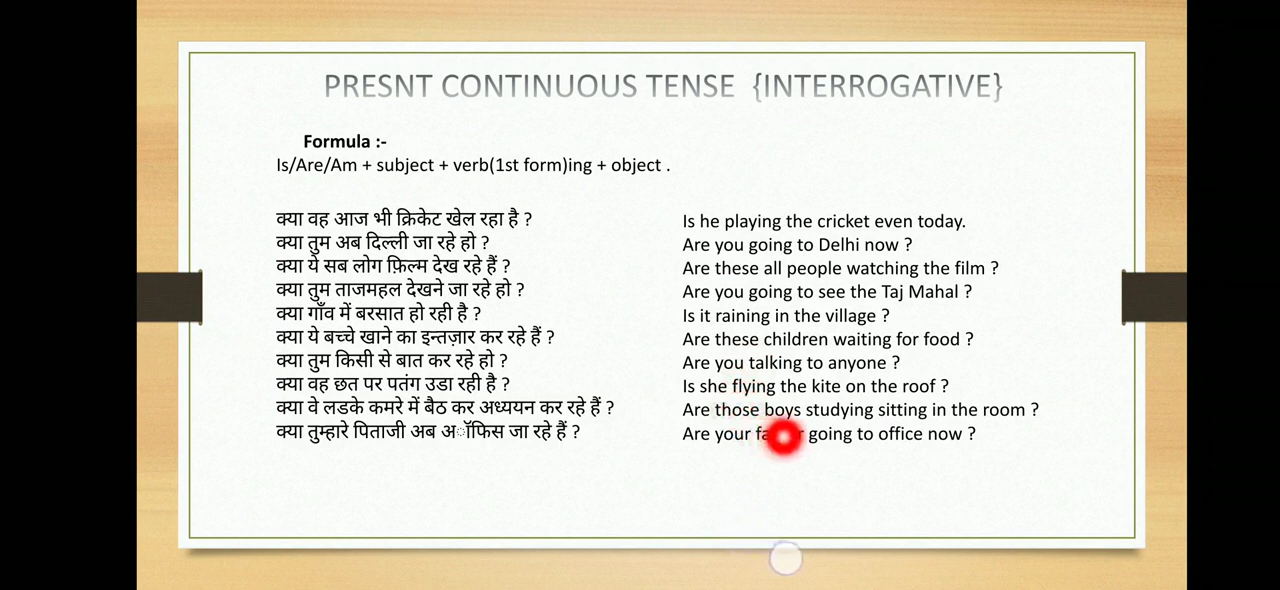 PRESNT CONTINUOUS TENSE {INTERROGATIVE}
Formula :-
Is/Are/Am + subject + verb(1st form)ing + object .
क्या वह आज भी क्रिकेट खेल रहा है ?
क्या तुम अब दिल्ली जा रहे हो ?
क्या ये सब लोग फ़िल्म देख रहे हैं ?
क्या तुम ताजमहल देखने जा रहे हो ?
क्या गाँव में बरसात हो रही है ?
क्या ये बच्चे खाने का इन्तज़ार कर रहे हैं ?
क्या तुम किसी से बात कर रहे हो ?
क्या वह छत पर पतंग उडा रही है ?
क्या वे लडके कमरे में बैठ कर अध्ययन कर रहे हैं ?
क्या तुम्हारे पिताजी अब अॉफिस जा रहे हैं ?
Is he playing the cricket even today.
Are you going to Delhi now ?
Are these all people watching the film ?
Are you going to see the Taj Mahal ?
Is it raining in the village ?
Are these children waiting for food ?
Are you talking to anyone ?
Is she flying the kite on the roof ?
Are those boys studying sitting in the room ?
Are your going to office now ?